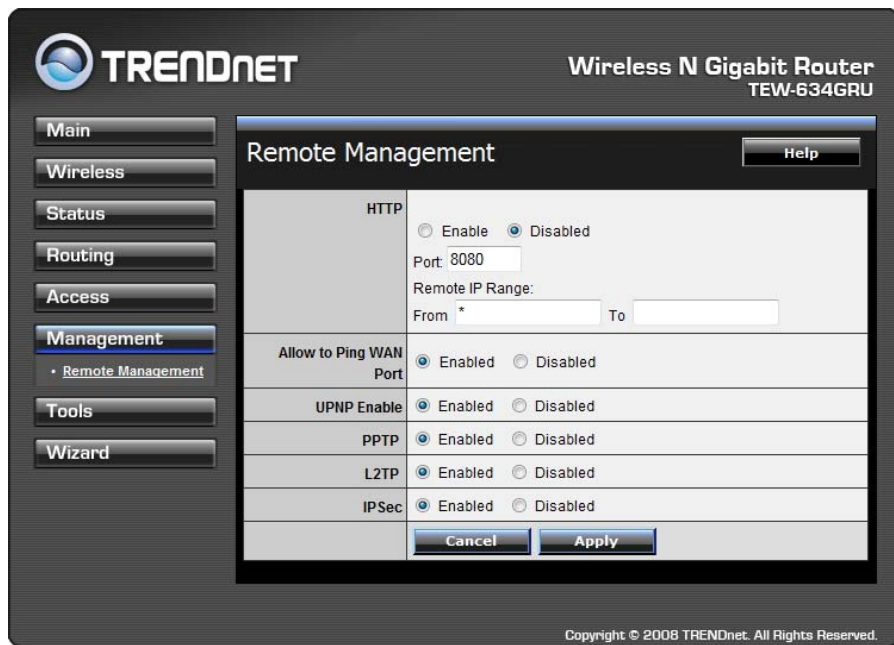 TRENDNET
Wireless N Gigabit Router
TEW-634GRU
Main
Wireless
Status
Routing
Access
Management
• Remote Management
Tools
Wizard
Remote Management
Help
HTTP
Enable Disabled
Port: 8080
Remote IP Range:
From * To
Allow to Ping WAN Port
Enabled Disabled
UPNP Enable Enabled Disabled
PPTP Enabled Disabled
L2TP Enabled Disabled
IPSec Enabled Disabled
Cancel Apply
Copyright © 2008 TRENDnet. All Rights Reserved.